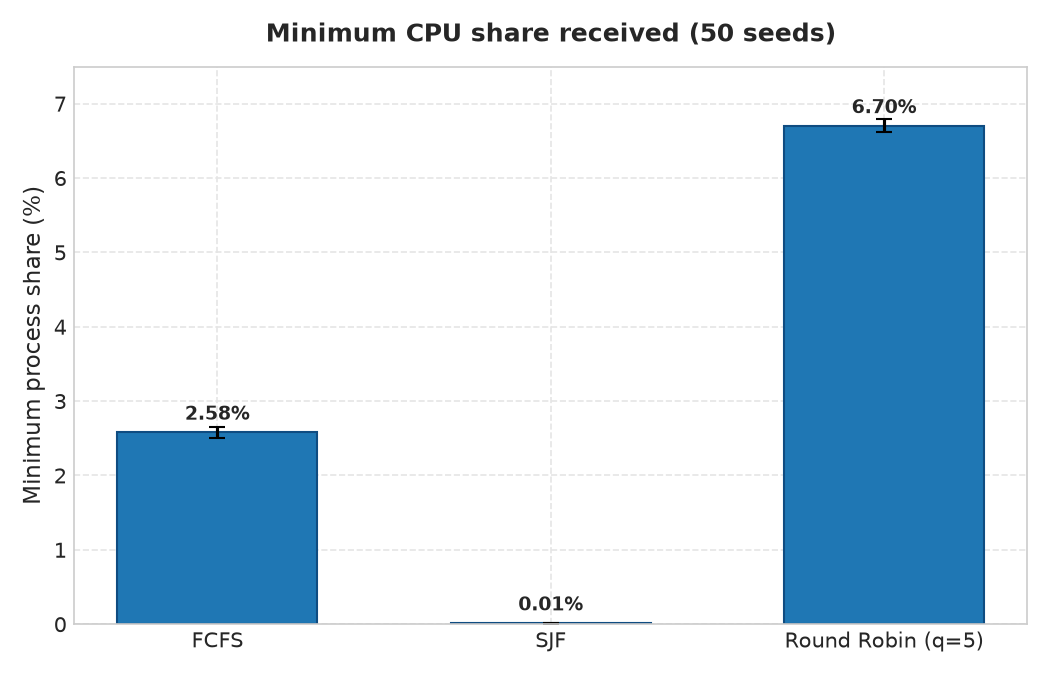 Minimum CPU share received (50 seeds)
Minimum process share (%)
7
6
5
4
3
2
1
0
2.58%
0.01%
6.70%
FCFS
SJF
Round Robin (q=5)